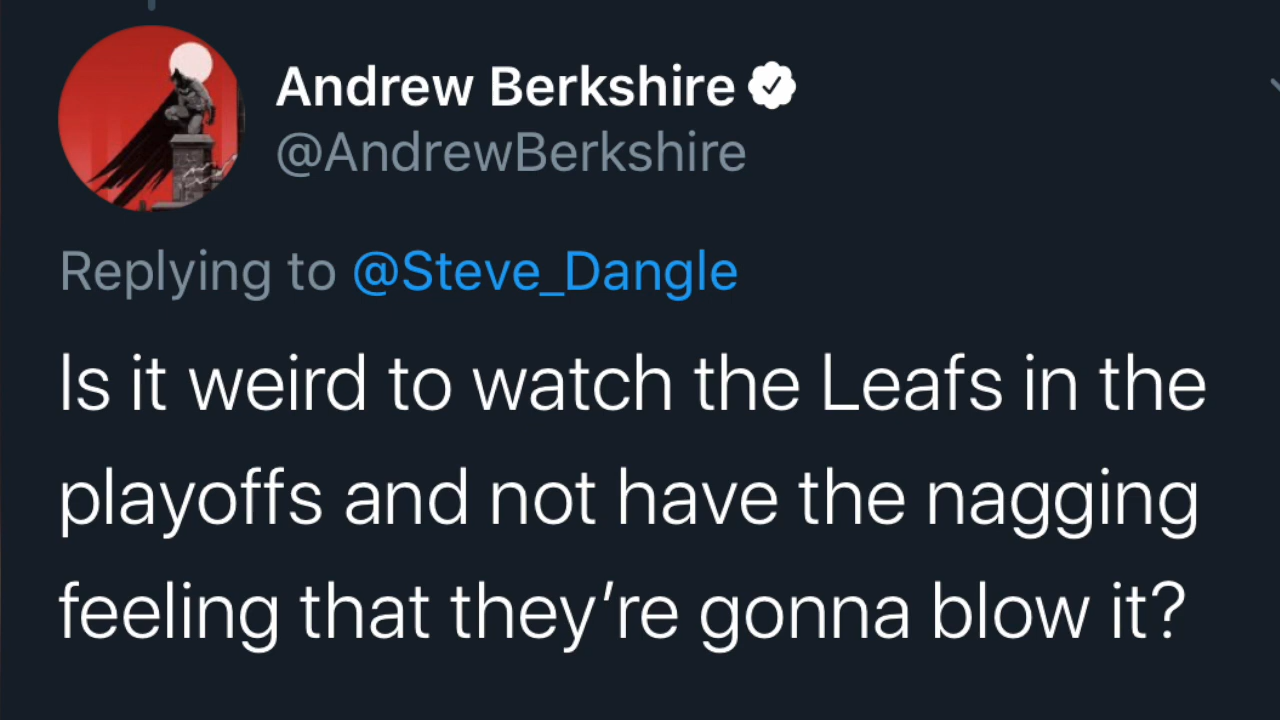 Andrew Berkshire
@AndrewBerkshire
Replying to @Steve_Dangle
Is it weird to watch the Leafs in the
playoffs and not have the nagging
feeling that they’re gonna blow it?